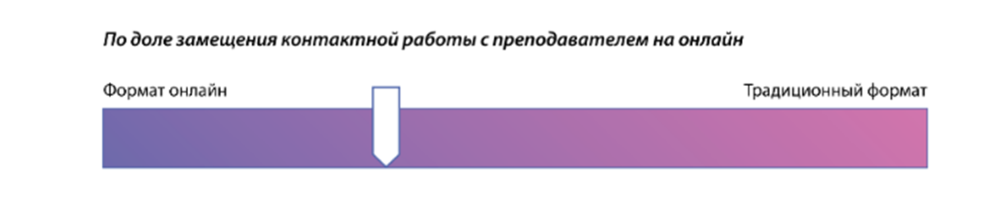 По доле замещения контактной работы с преподавателем на онлайн
Формат онлайн
Традиционный формат